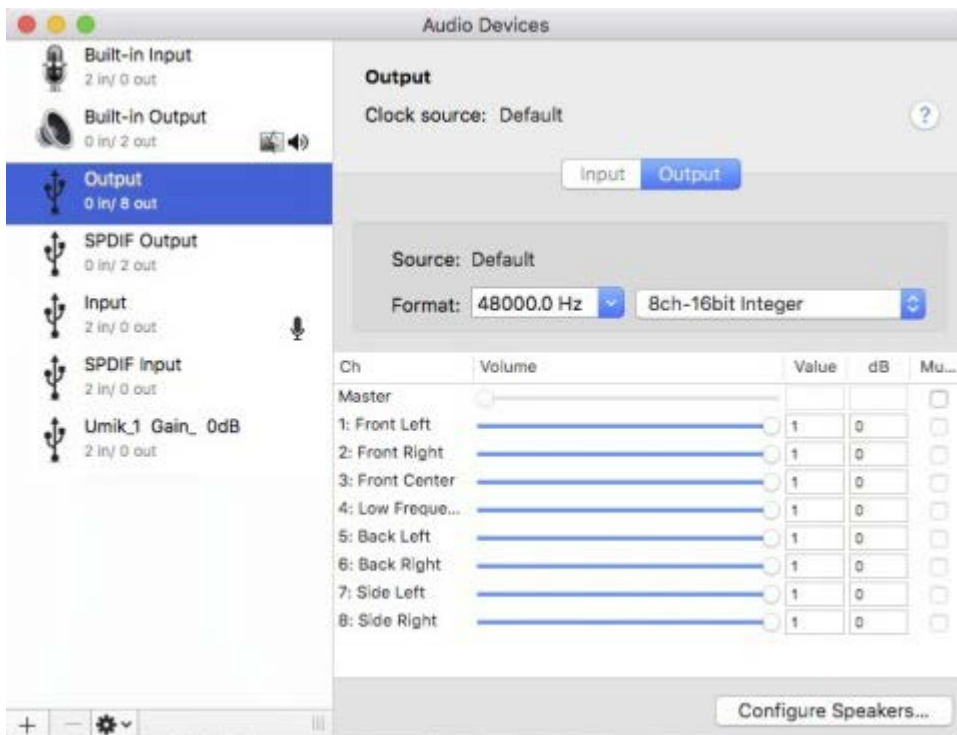 Audio Devices
Built-in Input
2 in/ 0 out
Built-in Output
0 in/ 2 out
Output
0 in/ 8 out
SPDIF Output
0 in/ 2 out
Input
2 in/ 0 out
SPDIF Input
2 in/ 0 out
Umik_1 Gain_ 0dB
2 in/ 0 out
+ −
Output
Clock source: Default
?
Input Output
Source: Default
Format: 48000.0 Hz 8ch-16bit Integer
Ch Volume Value dB Mu...
Master
1: Front Left 1 0
2: Front Right 1 0
3: Front Center 1 0
4: Low Freque... 1 0
5: Back Left 1 0
6: Back Right 1 0
7: Side Left 1 0
8: Side Right 1 0
Configure Speakers...